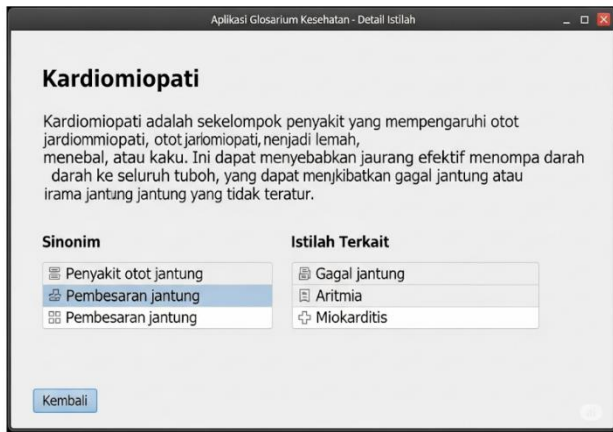 Aplikasi Glosarium Kesehatan - Detail Istilah
Kardiomiopati
Kardiomiopati adalah sekelompok penyakit yang mempengaruhi otot
jardiommiopati, otot jariomiopati, nenjadi lemah,
menebal, atau kaku. Ini dapat menyebabkan jaurang efektif menompa darah
darah ke seluruh tuboh, yang dapat menjkibatkan gagal jantung atau
irama jantung jantung yang tidak teratur.
Sinonim
Penyakit otot jantung
Pembesaran jantung
Pembesaran jantung
Istilah Terkait
Gagal jantung
Aritmia
Miokarditis
Kembali